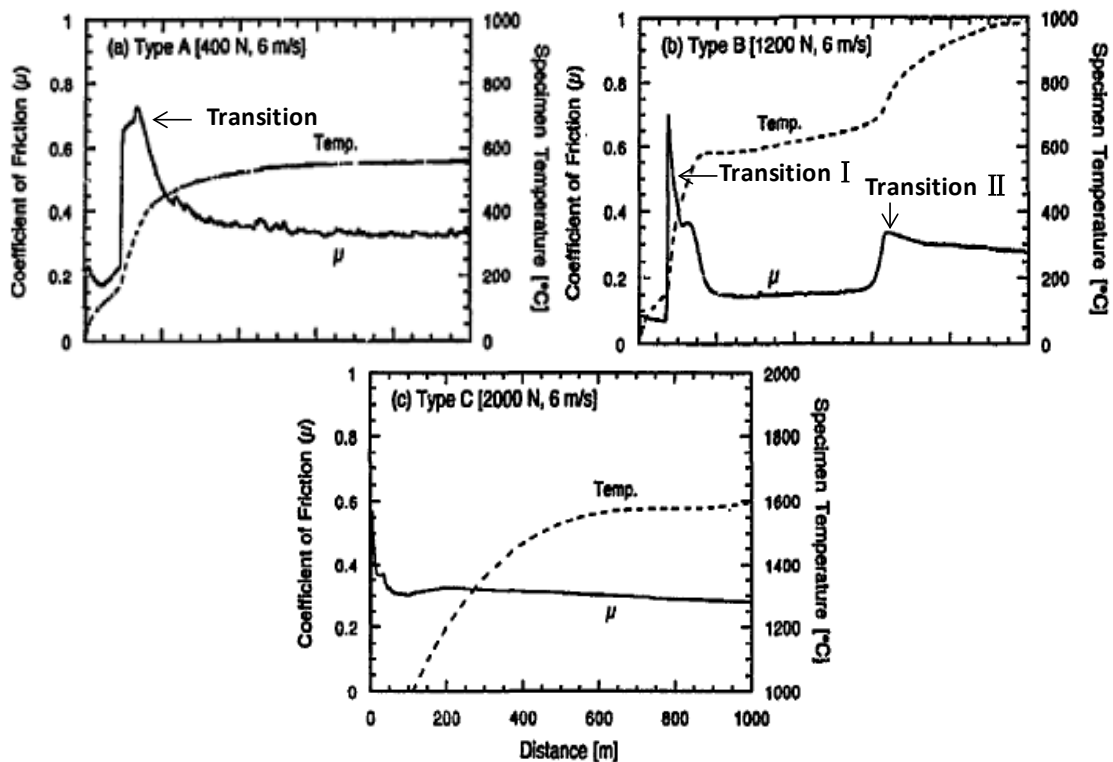 (a) Type A [400 N, 6 m/s]
Transition
Temp.
μ
Coefficient of Friction (μ)
1
0.8
0.6
0.4
0.2
0
Specimen Temperature [°C]
1000
800
600
400
200
0
(b) Type B [1200 N, 6 m/s]
Temp.
Transition Ⅰ
Transition Ⅱ
μ
Coefficient of Friction (μ)
1
0.8
0.6
0.4
0.2
0
Specimen Temperature [°C]
1000
800
600
400
200
0
(c) Type C [2000 N, 6 m/s]
Temp.
μ
Coefficient of Friction (μ)
1
0.8
0.6
0.4
0.2
0
Specimen Temperature [°C]
2000
1800
1600
1400
1200
1000
0 200 400 600 800 1000
Distance [m]